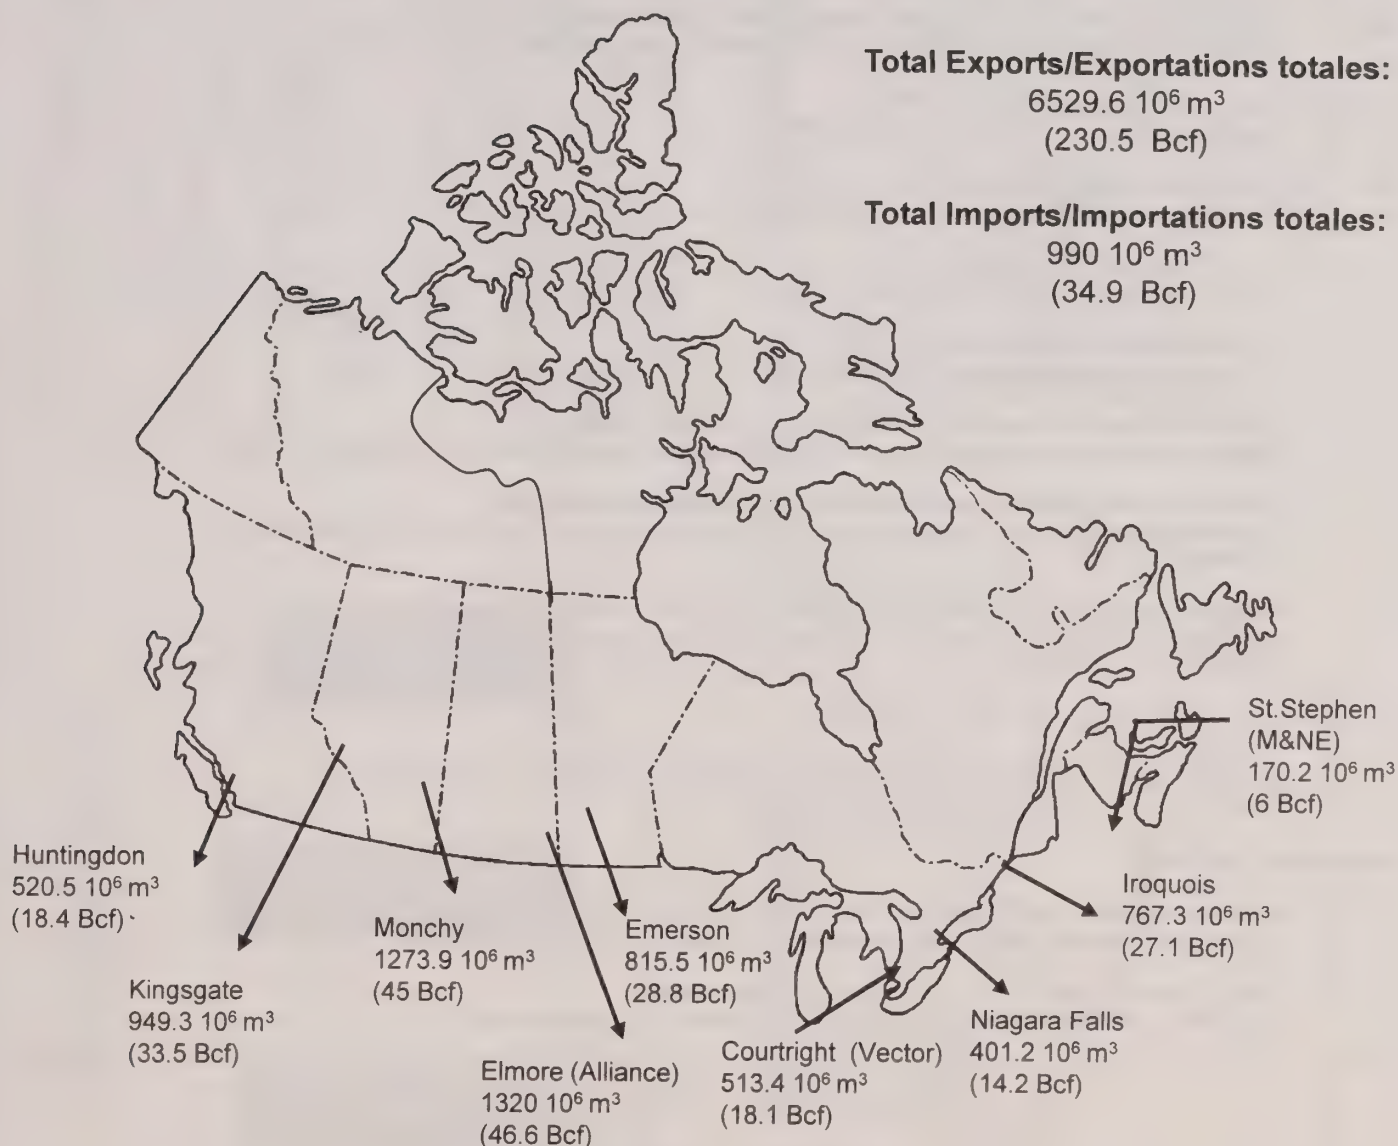 Total Exports/Exportations totales:
6529.6 10⁶ m³
(230.5 Bcf)
Total Imports/Importations totales:
990 10⁶ m³
(34.9 Bcf)
St.Stephen
(M&NE)
170.2 10⁶ m³
(6 Bcf)
Huntingdon
520.5 10⁶ m³
(18.4 Bcf)
Kingsgate
949.3 10⁶ m³
(33.5 Bcf)
Monchy
1273.9 10⁶ m³
(45 Bcf)
Elmore (Alliance)
1320 10⁶ m³
(46.6 Bcf)
Emerson
815.5 10⁶ m³
(28.8 Bcf)
Courtright (Vector)
513.4 10⁶ m³
(18.1 Bcf)
Niagara Falls
401.2 10⁶ m³
(14.2 Bcf)
Iroquois
767.3 10⁶ m³
(27.1 Bcf)